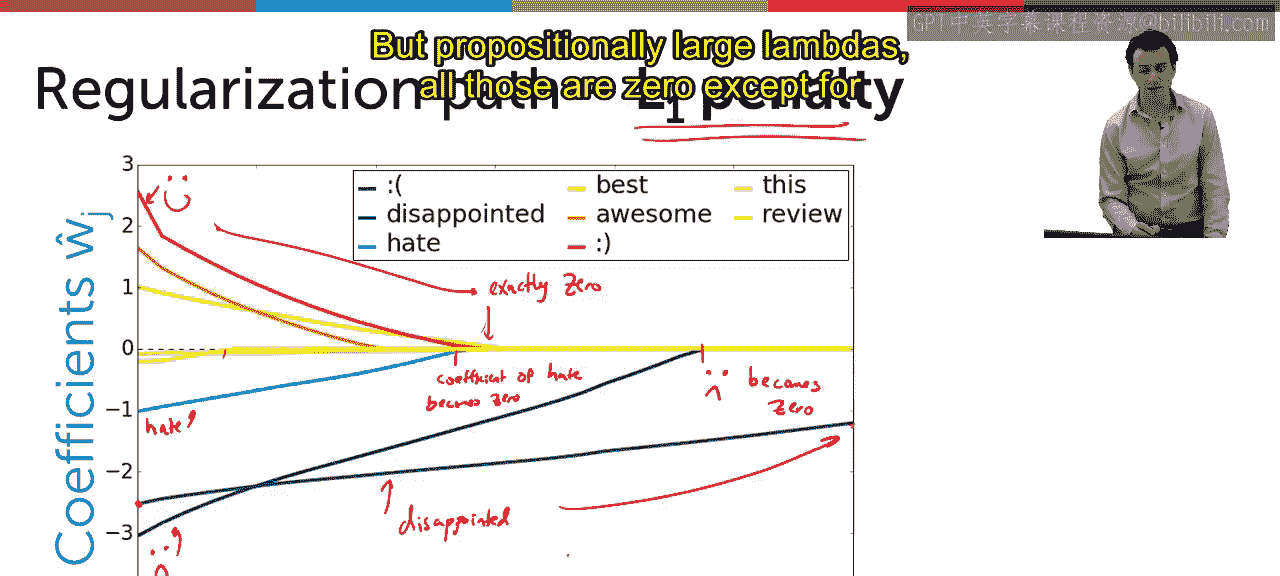 GPT中英字幕课程资源@bilibili.com
But propositionally large lambdas,
all those are zero except for
Regularization path L1 penalty
Coefficients ŵj
3
2
1
0
−1
−2
−3
:( best this
disappointed awesome review
hate :)
exactly zero
coefficient of hate
becomes zero
:( becomes
zero
hate
disappointed